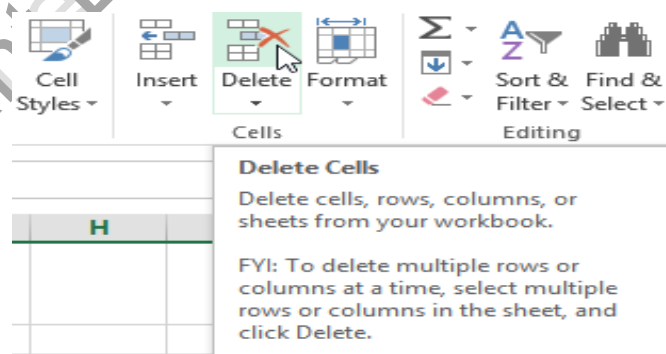 Cell Styles
Insert
Delete
Format
Σ
A
Z
Sort & Filter
Find & Select
Cells
Editing
H
Delete Cells
Delete cells, rows, columns, or
sheets from your workbook.
FYI: To delete multiple rows or
columns at a time, select multiple
rows or columns in the sheet, and
click Delete.